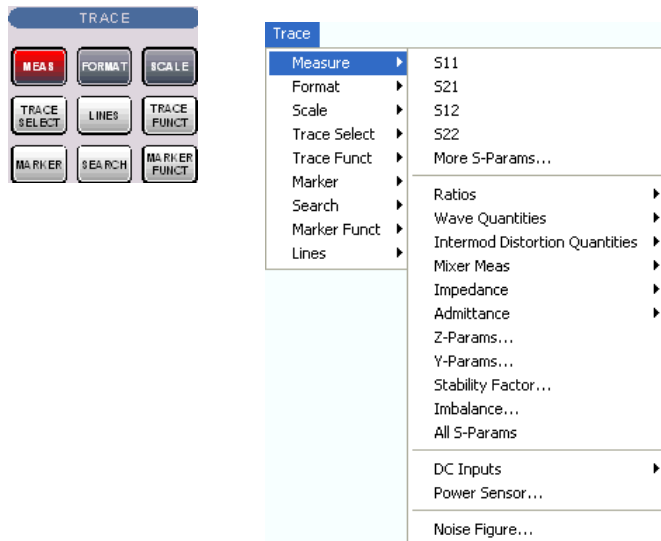 TRACE
MEAS
FORMAT
SCALE
TRACE
SELECT
LINES
TRACE
FUNCT
MARKER
SEARCH
MARKER
FUNCT
Trace
Measure
Format
Scale
Trace Select
Trace Funct
Marker
Search
Marker Funct
Lines
S11
S21
S12
S22
More S-Params...
Ratios
Wave Quantities
Intermod Distortion Quantities
Mixer Meas
Impedance
Admittance
Z-Params...
Y-Params...
Stability Factor...
Imbalance...
All S-Params
DC Inputs
Power Sensor...
Noise Figure...